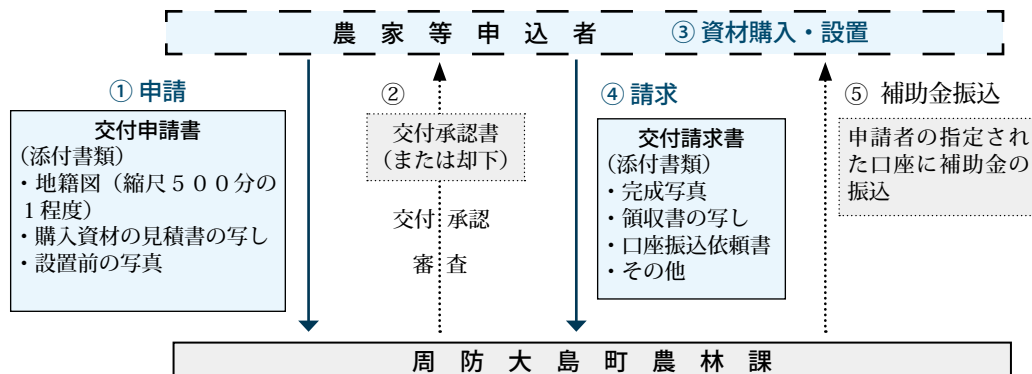 農家等申込者 ③資材購入・設置
① 申請
交付申請書
（添付書類）
・地籍図（縮尺５００分の
１程度）
・購入資材の見積書の写し
・設置前の写真
②
交付承認書
（または却下）
交付承認
審査
④ 請求
交付請求書
（添付書類）
・完成写真
・領収書の写し
・口座振込依頼書
・その他
⑤ 補助金振込
申請者の指定され
た口座に補助金の
振込
周防大島町農林課